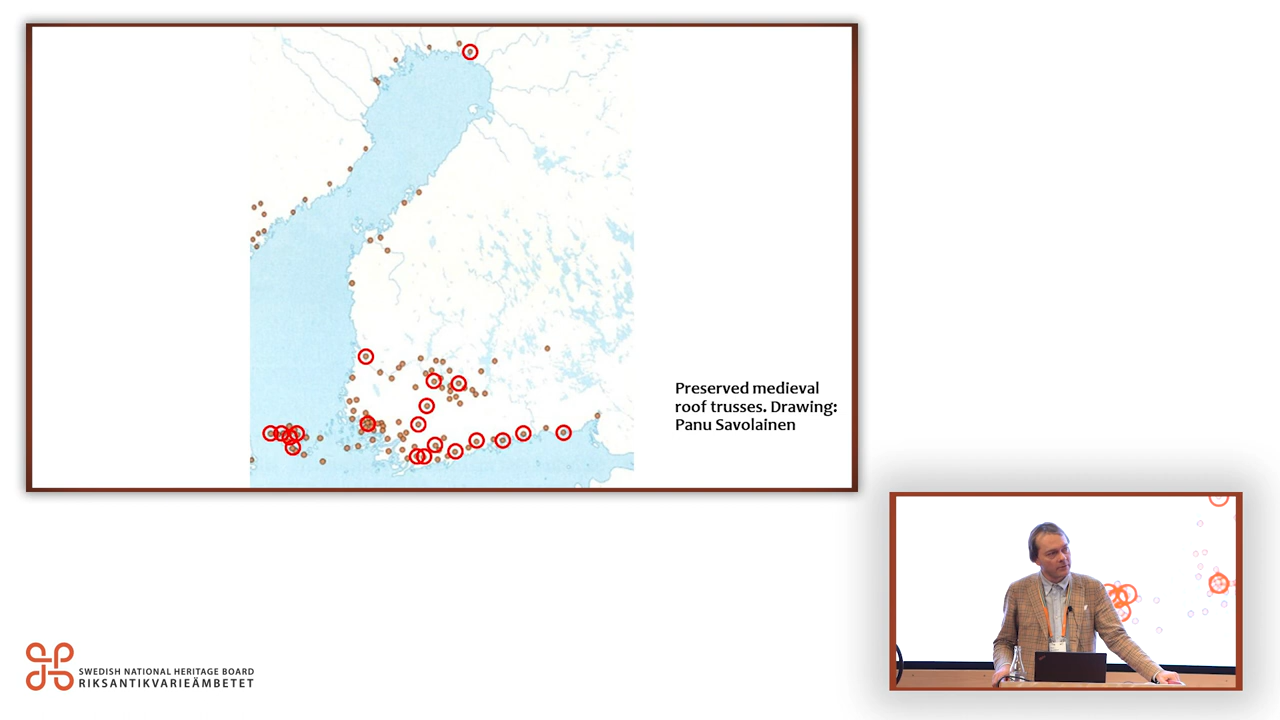 Preserved medieval
roof trusses. Drawing:
Panu Savolainen
SWEDISH NATIONAL HERITAGE BOARD
RIKSANTIKVARIEÄMBETET